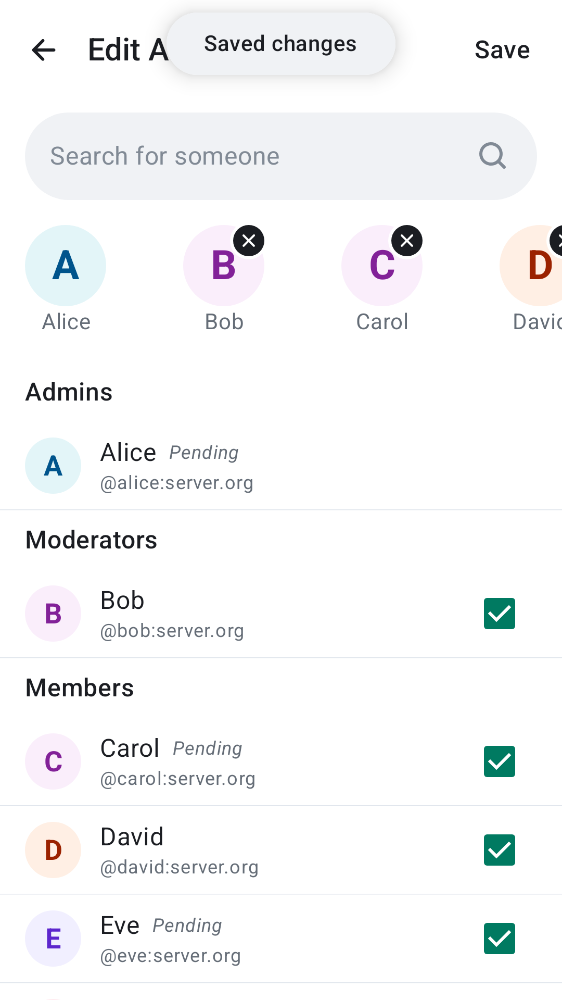 Edit A
Saved changes
Save
Search for someone
A
B
C
D
Alice
Bob
Carol
David
Admins
A
Alice Pending
@alice:server.org
Moderators
B
Bob
@bob:server.org
Members
C
Carol Pending
@carol:server.org
D
David
@david:server.org
E
Eve Pending
@eve:server.org